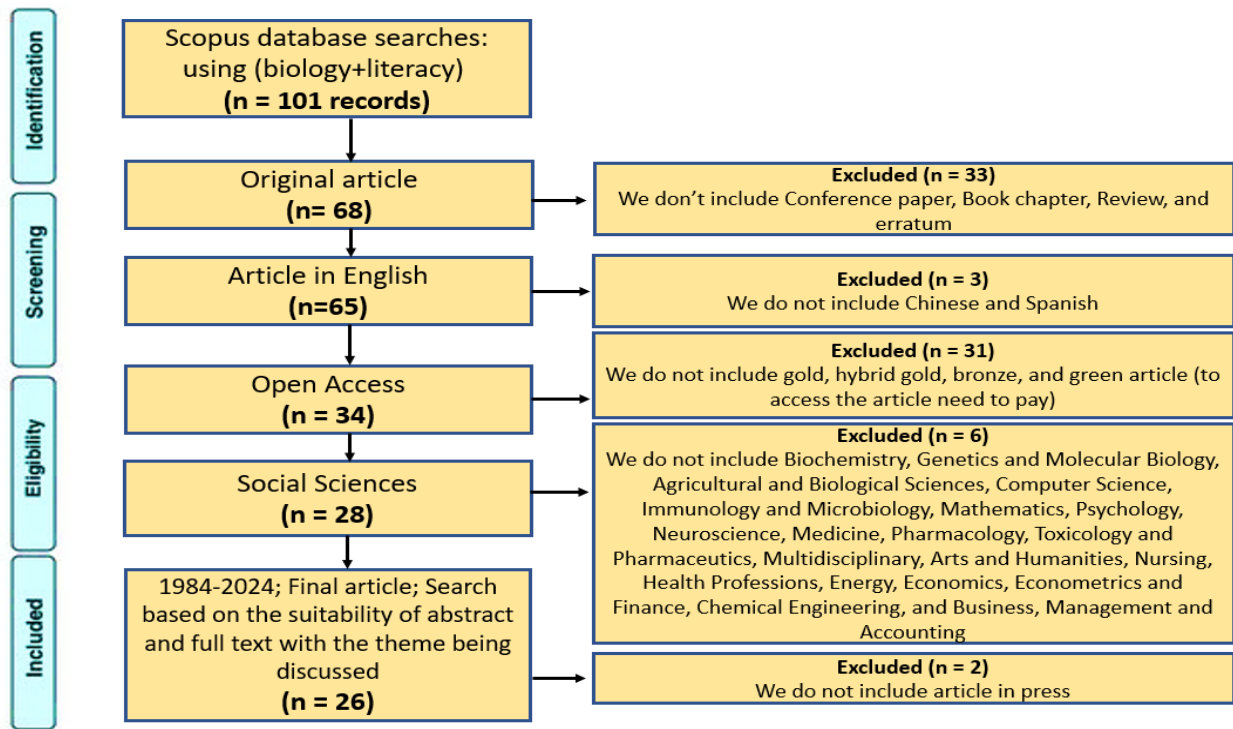 Identification
Scopus database searches:
using (biology+literacy)
(n = 101 records)
Original article
(n= 68)
Excluded (n = 33)
We don’t include Conference paper, Book chapter, Review, and
erratum
Screening
Article in English
(n=65)
Excluded (n = 3)
We do not include Chinese and Spanish
Eligibility
Open Access
(n = 34)
Excluded (n = 31)
We do not include gold, hybrid gold, bronze, and green article (to
access the article need to pay)
Social Sciences
(n = 28)
Excluded (n = 6)
We do not include Biochemistry, Genetics and Molecular Biology,
Agricultural and Biological Sciences, Computer Science,
Immunology and Microbiology, Mathematics, Psychology,
Neuroscience, Medicine, Pharmacology, Toxicology and
Pharmaceutics, Multidisciplinary, Arts and Humanities, Nursing,
Health Professions, Energy, Economics, Econometrics and
Finance, Chemical Engineering, and Business, Management and
Accounting
Included
1984-2024; Final article; Search
based on the suitability of abstract
and full text with the theme being
discussed
(n = 26)
Excluded (n = 2)
We do not include article in press